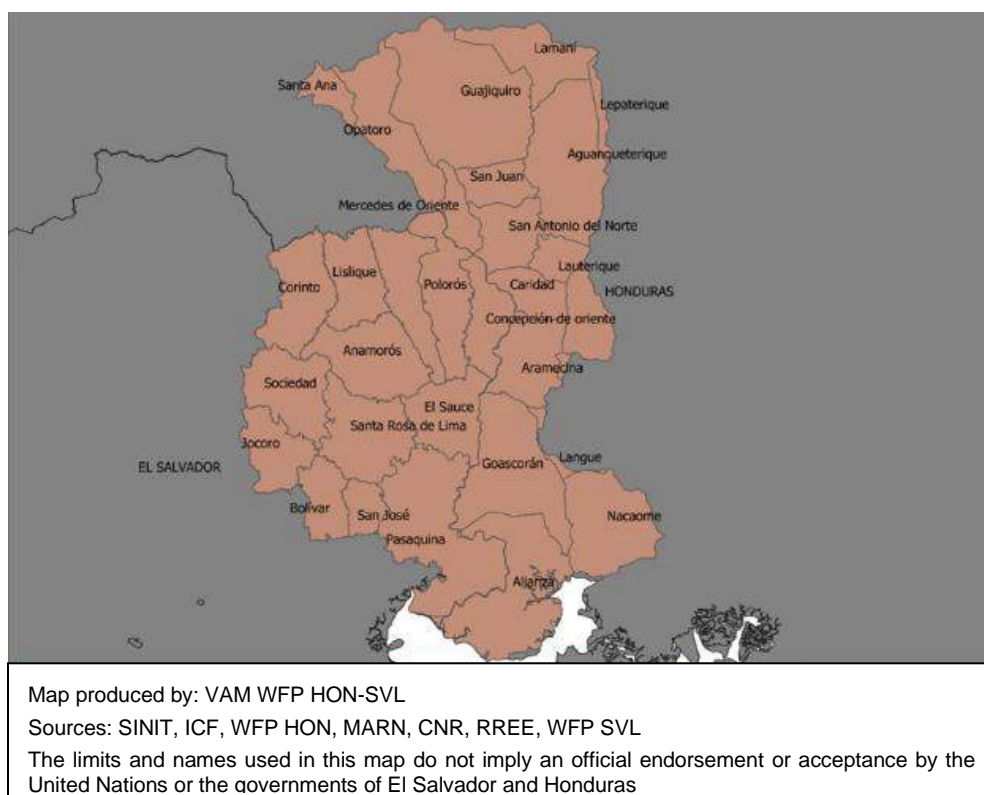 Lamaní
Santa Ana
Guajiquiro
Lepaterique
Opatoro
Aguanqueterique
San Juan
Mercedes de Oriente
San Antonio del Norte
Lislique
Lauterique
Corinto
Polorós
Caridad
HONDURAS
Concepción de oriente
Anamorós
Aramecina
Sociedad
El Sauce
Santa Rosa de Lima
Jocoro
Langue
EL SALVADOR
Goascorán
Bolívar
San José
Nacaome
Pasaquina
Alianza
Map produced by: VAM WFP HON-SVL
Sources: SINIT, ICF, WFP HON, MARN, CNR, RREE, WFP SVL
The limits and names used in this map do not imply an official endorsement or acceptance by the
United Nations or the governments of El Salvador and Honduras